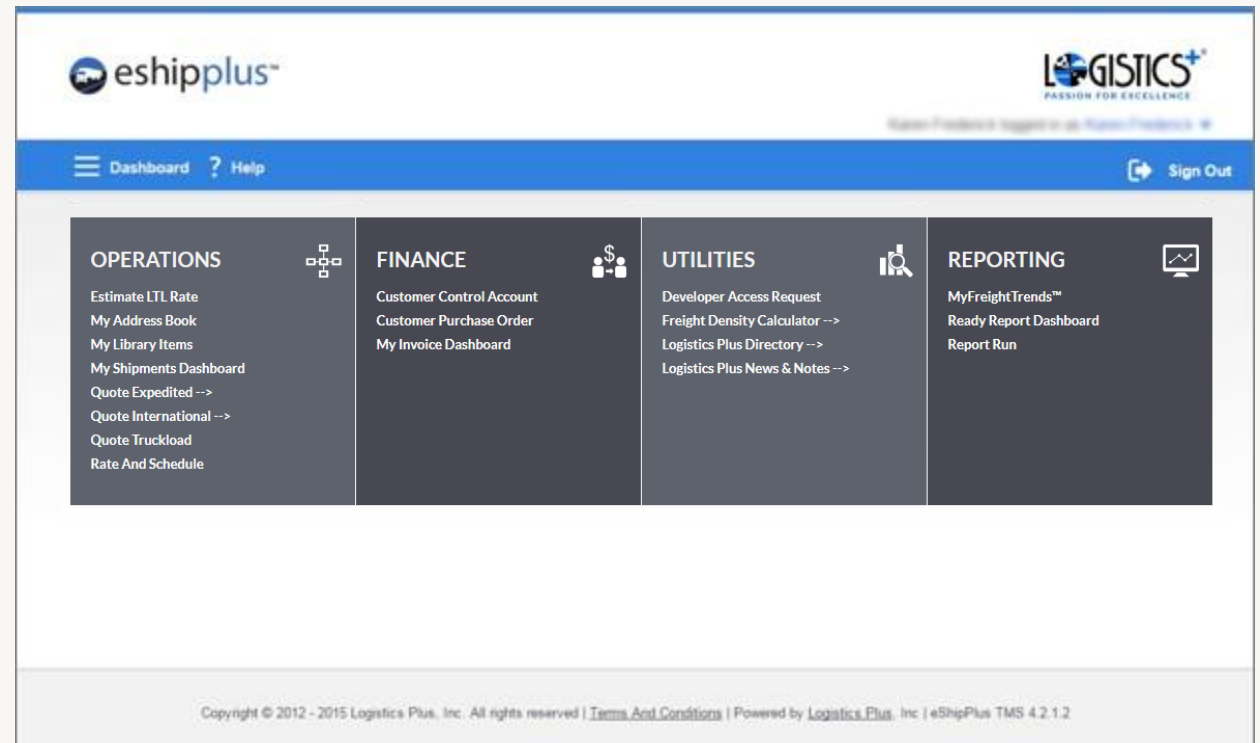 eshipplus™
LOGISTICS+®
PASSION FOR EXCELLENCE
Dashboard ? Help
Sign Out
OPERATIONS
Estimate LTL Rate
My Address Book
My Library Items
My Shipments Dashboard
Quote Expedited -->
Quote International -->
Quote Truckload
Rate And Schedule
FINANCE
Customer Control Account
Customer Purchase Order
My Invoice Dashboard
UTILITIES
Developer Access Request
Freight Density Calculator -->
Logistics Plus Directory -->
Logistics Plus News & Notes -->
REPORTING
MyFreightTrends™
Ready Report Dashboard
Report Run
Copyright © 2012 - 2015 Logistics Plus, Inc. All rights reserved | Terms And Conditions | Powered by Logistics Plus, Inc | eShipPlus TMS 4.2.1.2